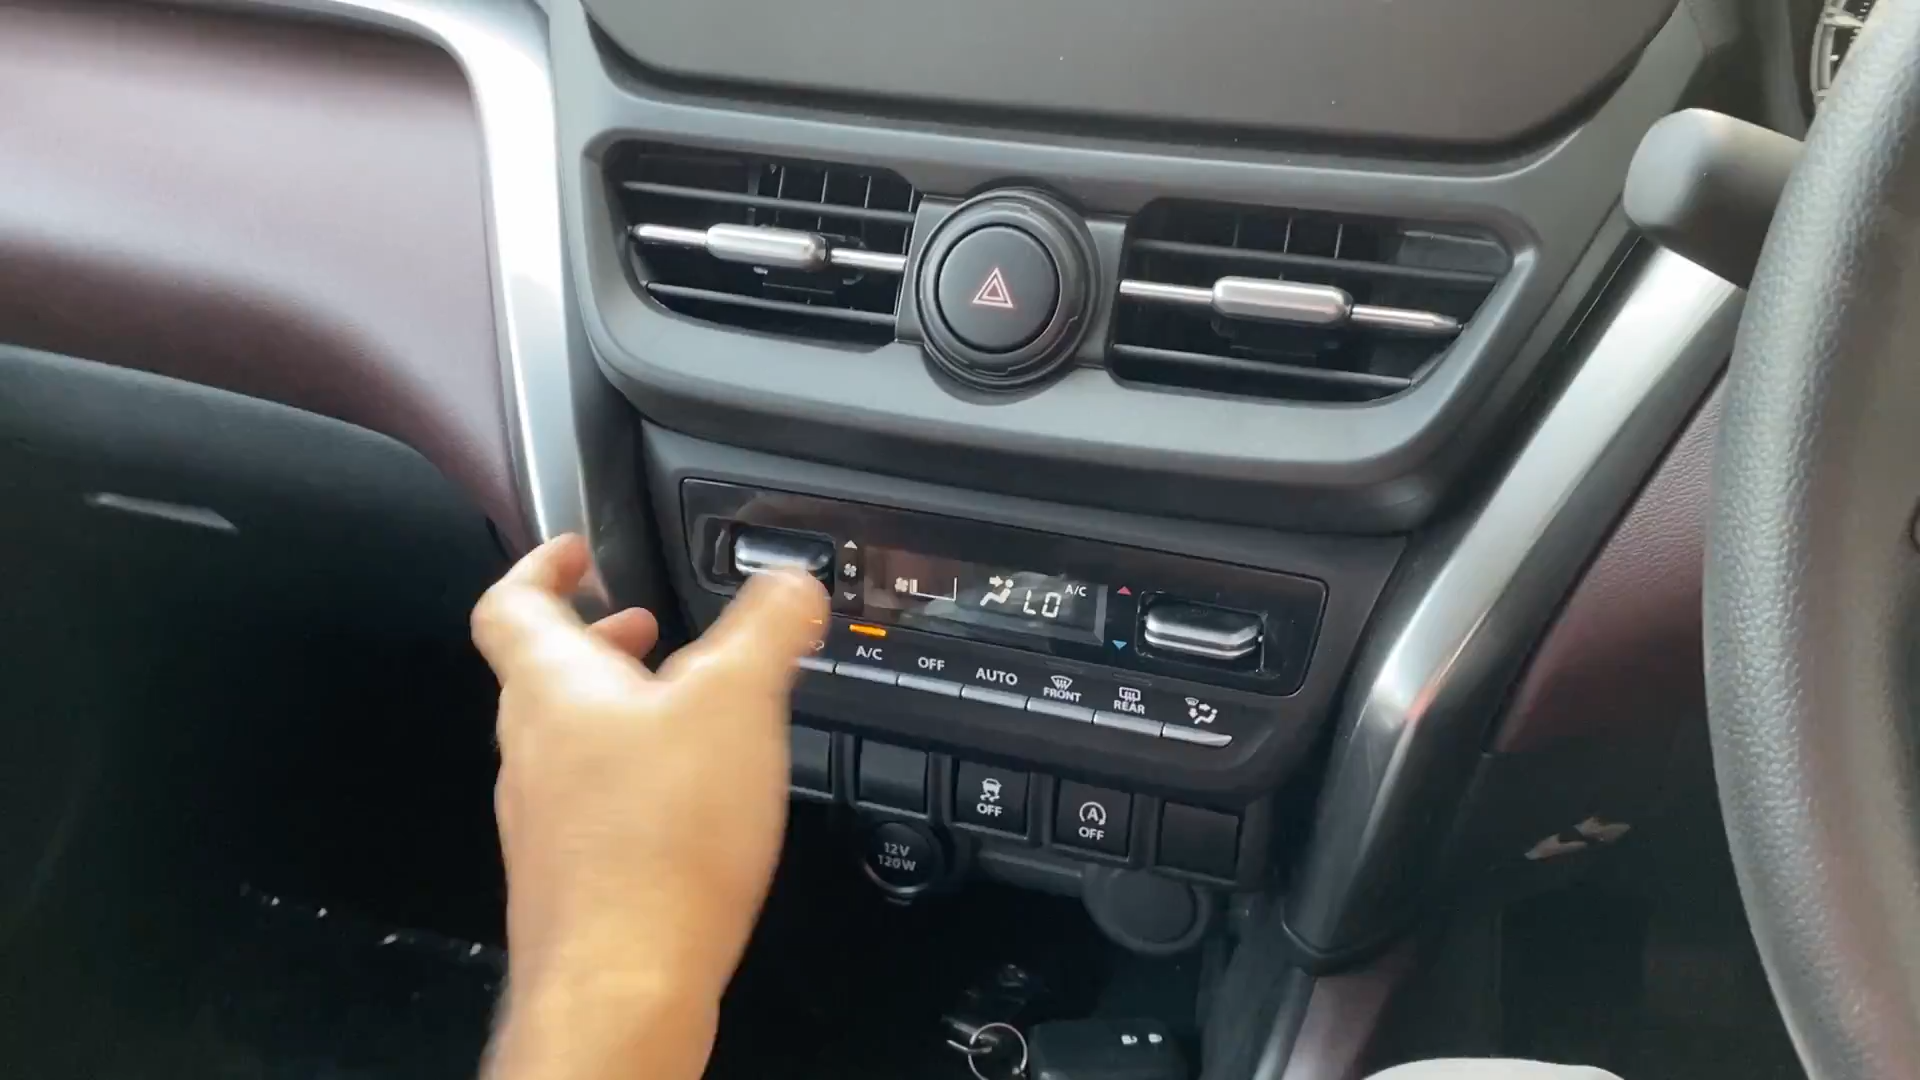 A/C
LO
A/C
OFF
AUTO
FRONT
REAR
OFF
A
OFF
12V
120W